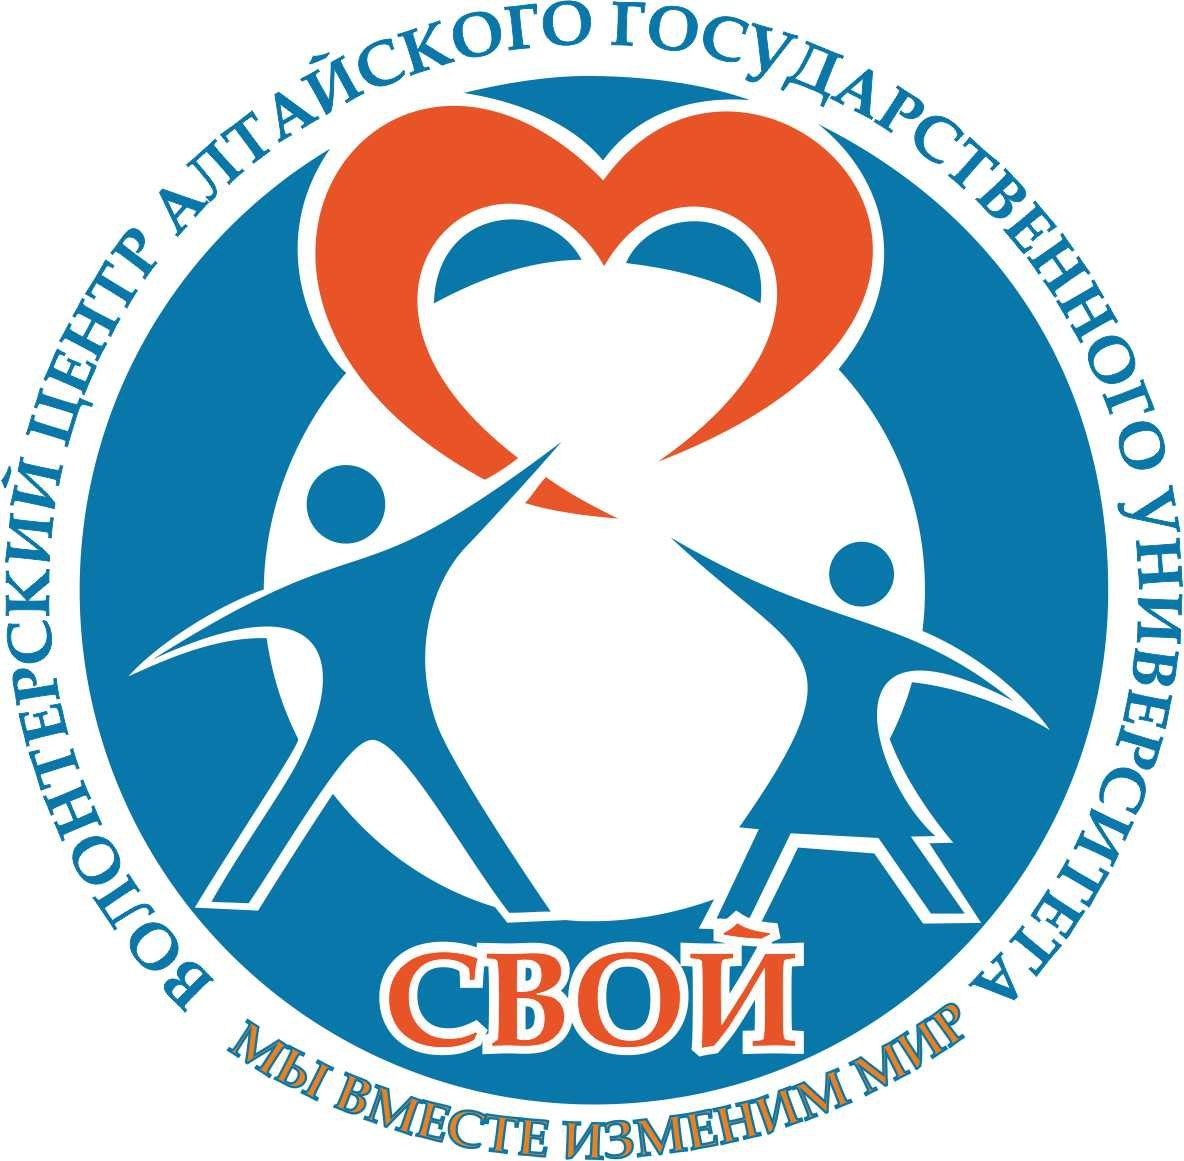 ВОЛОНТЕРСКИЙ ЦЕНТР АЛТАЙСКОГО ГОСУДАРСТВЕННОГО УНИВЕРСИТЕТА
СВОЙ
МЫ ВМЕСТЕ ИЗМЕНИМ МИР